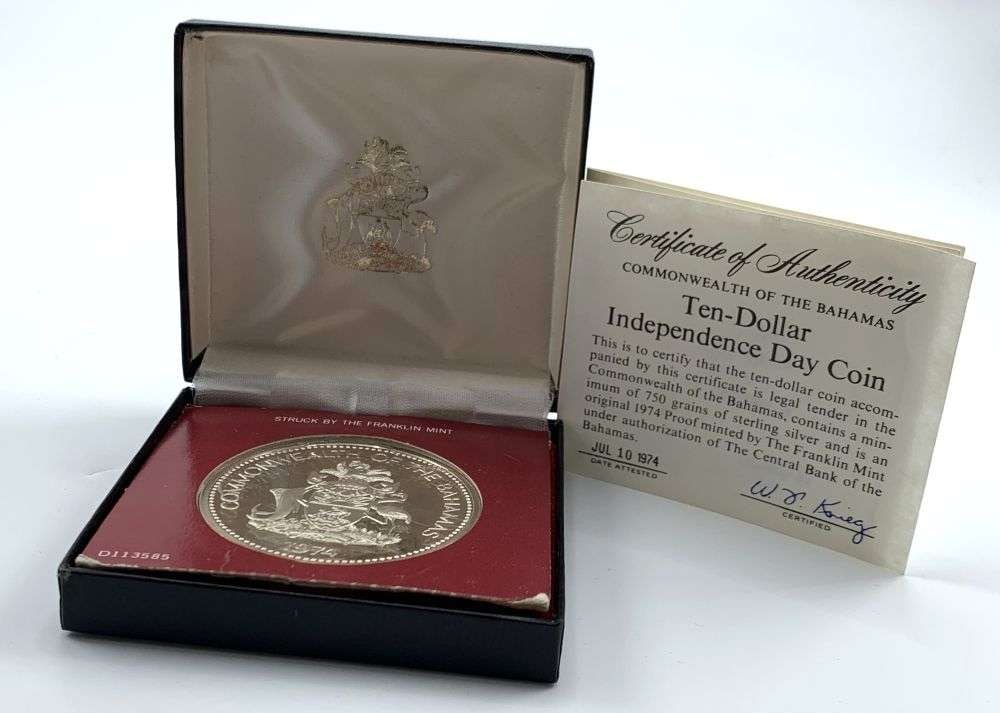 STRUCK BY THE FRANKLIN MINT
COMMONWEALTH OF THE BAHAMAS
1974
D113585
Certificate of Authenticity
COMMONWEALTH OF THE BAHAMAS
Ten-Dollar
Independence Day Coin
This is to certify that the ten-dollar coin accom-
panied by this certificate is legal tender in the
Commonwealth of the Bahamas, contains a min-
imum of 750 grains of sterling silver and is an
original 1974 Proof minted by The Franklin Mint
under authorization of The Central Bank of the
Bahamas.
JUL 10 1974
DATE ATTESTED
W. J. Krieg
CERTIFIED